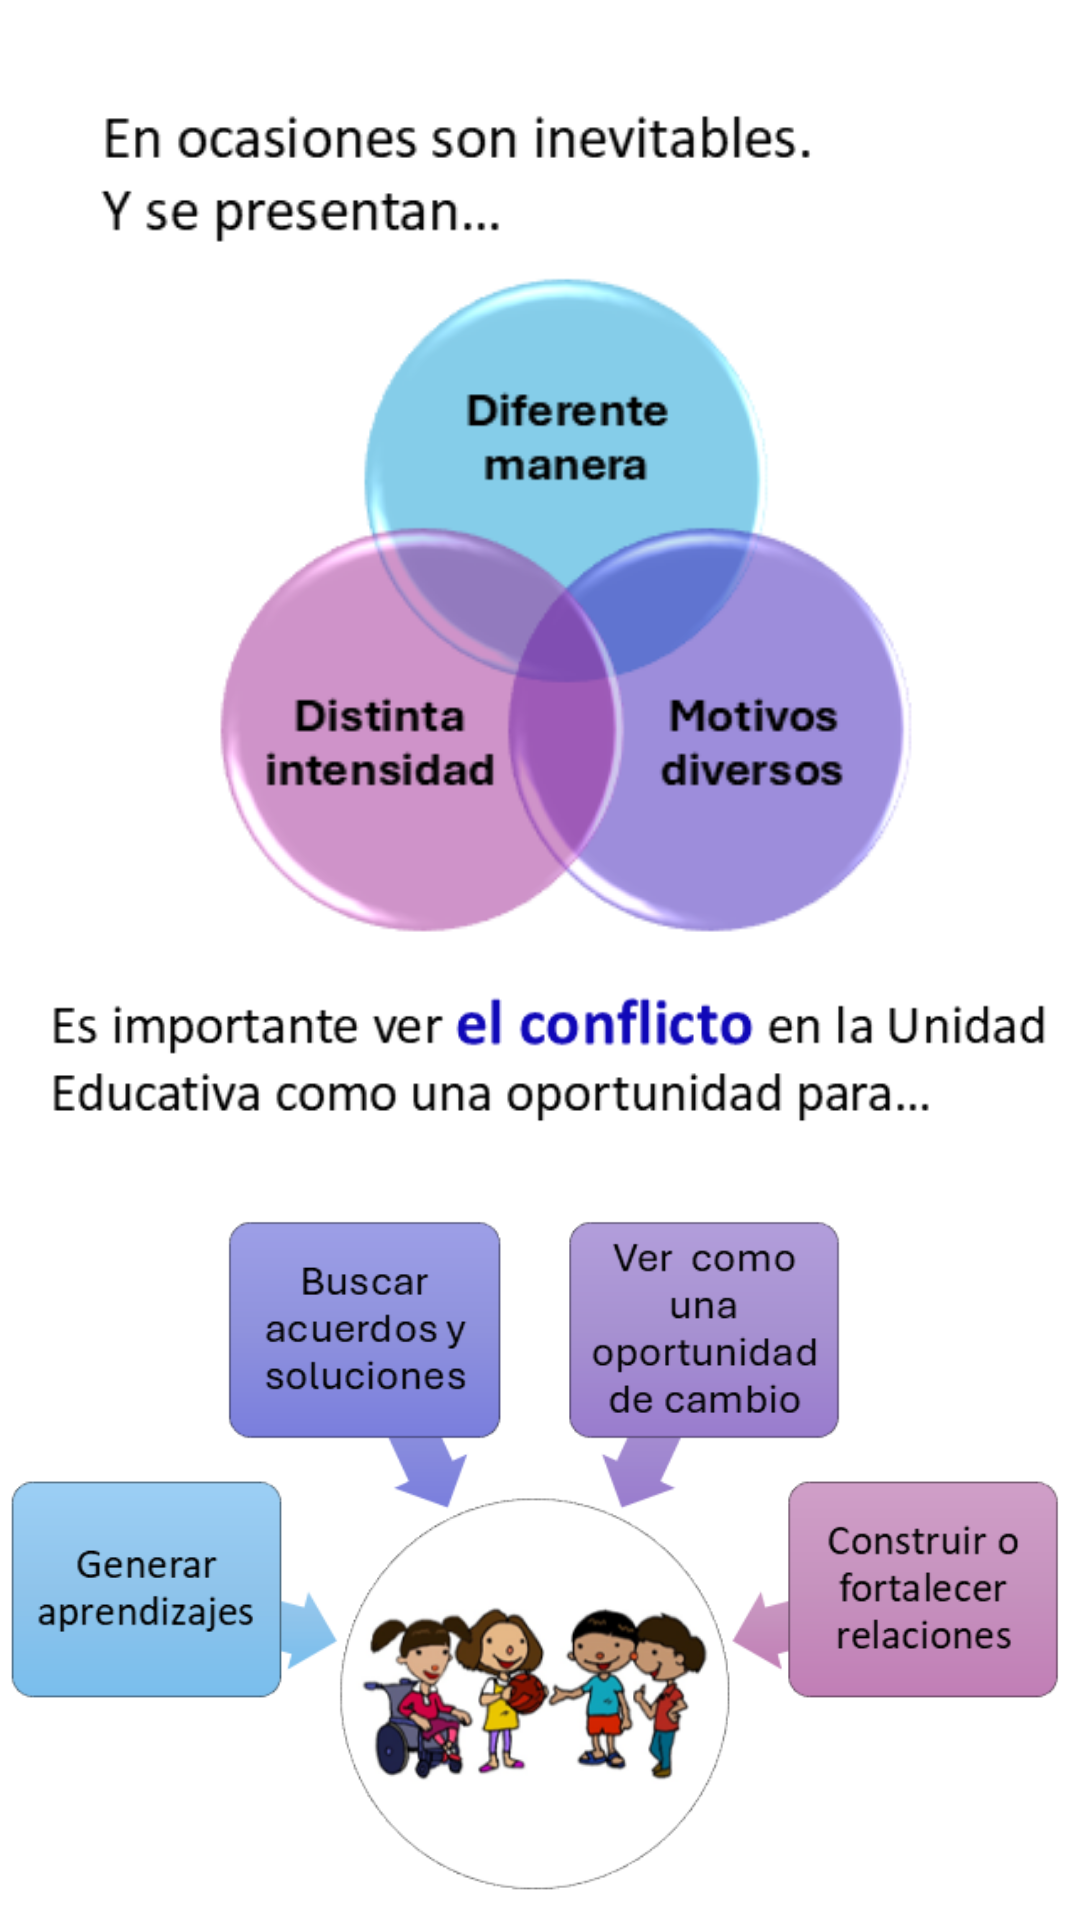 En ocasiones son inevitables.
Y se presentan...
Diferente
manera
Distinta
intensidad
Motivos
diversos
Es importante ver el conflicto en la Unidad
Educativa como una oportunidad para...
Buscar
acuerdos y
soluciones
Ver como
una
oportunidad
de cambio
Generar
aprendizajes
Construir o
fortalecer
relaciones